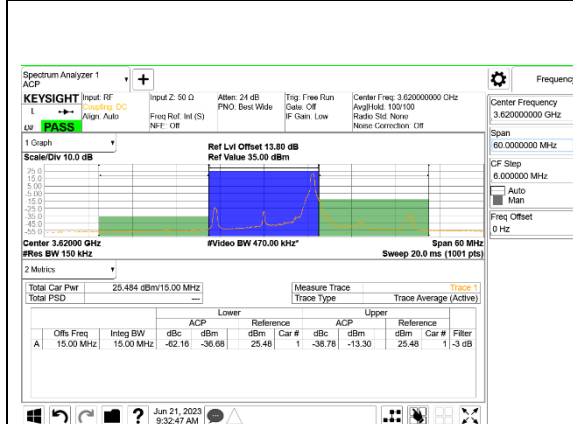 Spectrum Analyzer 1
ACP
Frequency
KEYSIGHT
Input: RF
Coupling: DC
Align: Auto
Input Z: 50 Ω
Freq Ref: Int (S)
NFE: Off
Atten: 24 dB
PNO: Best Wide
Trig: Free Run
Gate: Off
IF Gain: Low
Center Freq: 3.620000000 GHz
Avg|Hold: 100/100
Radio Std: None
Noise Correction: Off
L
PASS
Center Frequency
3.620000000 GHz
Span
60.0000000 MHz
CF Step
6.000000 MHz
Auto
Man
Freq Offset
0 Hz
1 Graph
Scale/Div 10.0 dB
Ref Lvl Offset 13.80 dB
Ref Value 35.00 dBm
25.0
15.0
5.00
-5.00
-15.0
-25.0
-35.0
-45.0
-55.0
Center 3.62000 GHz
#Video BW 470.00 kHz*
Span 60 MHz
#Res BW 150 kHz
Sweep 20.0 ms (1001 pts)
2 Metrics
Total Car Pwr 25.484 dBm/15.00 MHz
Total PSD ---
Measure Trace Trace 1
Trace Type Trace Average (Active)
Lower Upper
ACP Reference ACP Reference
Offs Freq Integ BW dBc dBm dBm Car # dBc dBm dBm Car # Filter
A 15.00 MHz 15.00 MHz -62.16 -36.68 25.48 1 -38.78 -13.30 25.48 1 -3 dB
?
Jun 21, 2023
9:32:47 AM